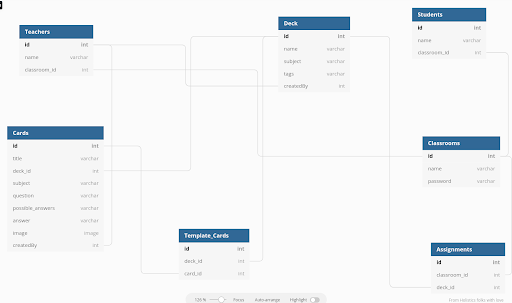 Teachers
id int
name varchar
classroom_id int
Deck
id int
name varchar
subject varchar
tags varchar
createdBy int
Students
id int
name varchar
classroom_id int
Cards
id int
title varchar
deck_id int
subject varchar
question varchar
possible_answers varchar
answer varchar
image image
createdBy int
Classrooms
id int
name varchar
password varchar
Template_Cards
id int
deck_id int
card_id int
Assignments
id int
classroom_id int
deck_id int
Focus Auto-arrange Highlight